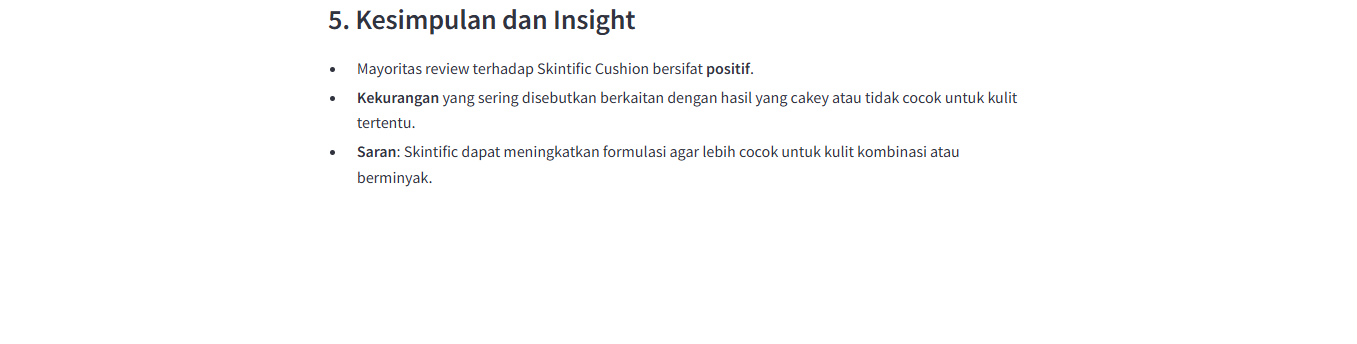 5. Kesimpulan dan Insight
• Mayoritas review terhadap Skintific Cushion bersifat positif.
• Kekurangan yang sering disebutkan berkaitan dengan hasil yang cakey atau tidak cocok untuk kulit
tertentu.
• Saran: Skintific dapat meningkatkan formulasi agar lebih cocok untuk kulit kombinasi atau
berminyak.